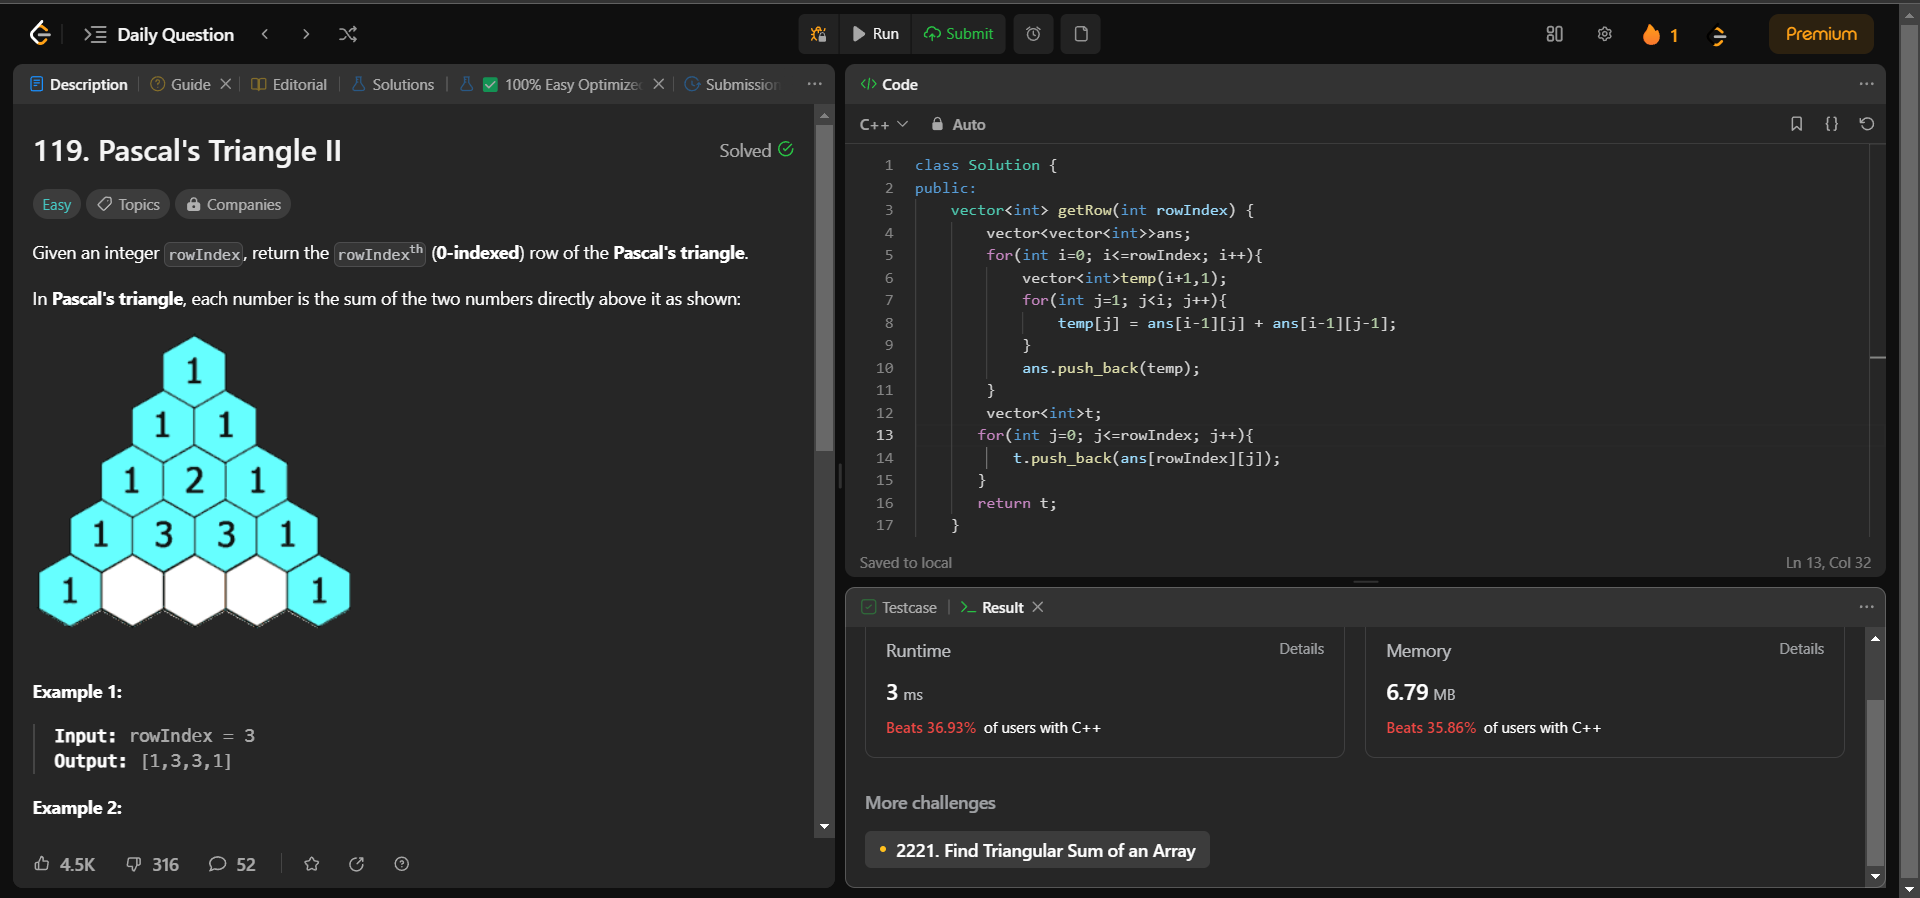 Daily Question
Run
Submit
1
Premium
Description
Guide
Editorial
Solutions
100% Easy Optimize
Submission
119. Pascal's Triangle II
Solved
Easy
Topics
Companies
Given an integer rowIndex, return the rowIndexth (0-indexed) row of the Pascal's triangle.
In Pascal's triangle, each number is the sum of the two numbers directly above it as shown:
1
1 1
1 2 1
1 3 3 1
1 1
Example 1:
Input: rowIndex = 3
Output: [1,3,3,1]
Example 2:
4.5K
316
52
</> Code
C++
Auto
{}
1 class Solution {
2 public:
3 vector<int> getRow(int rowIndex) {
4 vector<vector<int>>ans;
5 for(int i=0; i<=rowIndex; i++){
6 vector<int>temp(i+1,1);
7 for(int j=1; j<i; j++){
8 temp[j] = ans[i-1][j] + ans[i-1][j-1];
9 }
10 ans.push_back(temp);
11 }
12 vector<int>t;
13 for(int j=0; j<=rowIndex; j++){
14 t.push_back(ans[rowIndex][j]);
15 }
16 return t;
17 }
Saved to local
Ln 13, Col 32
Testcase
>_ Result
Runtime
Details
3 ms
Beats 36.93% of users with C++
Memory
Details
6.79 MB
Beats 35.86% of users with C++
More challenges
2221. Find Triangular Sum of an Array